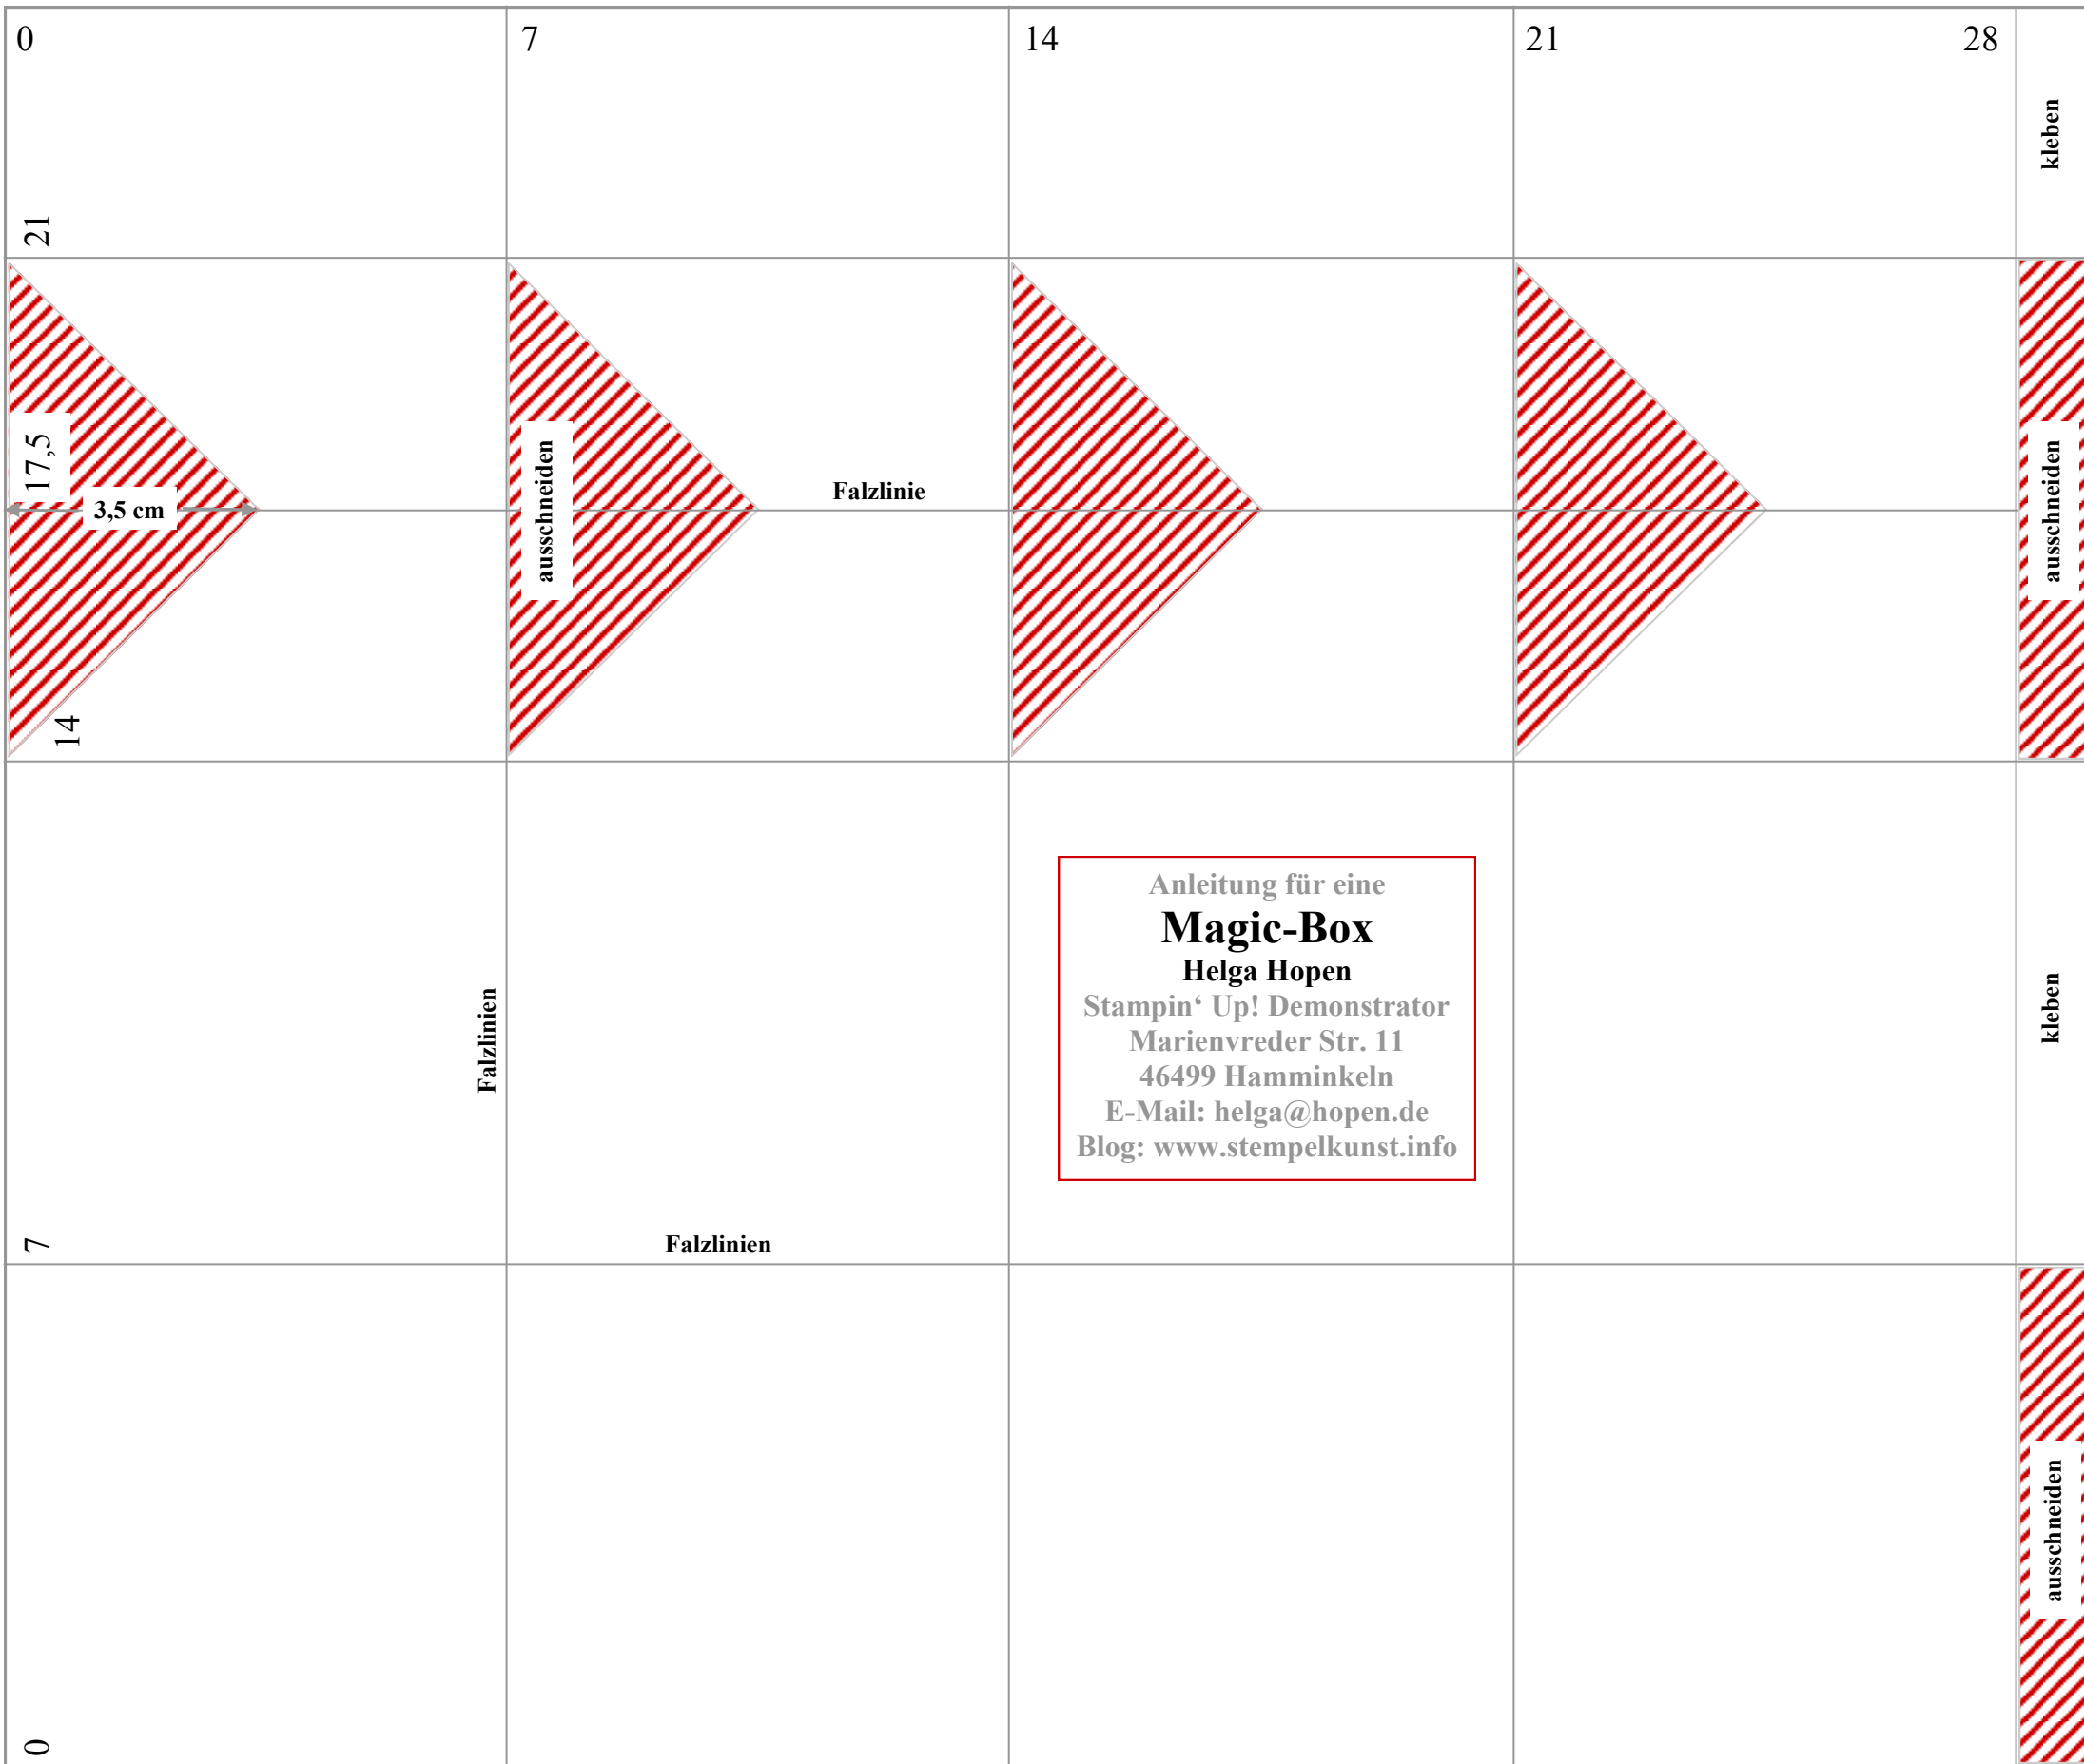 0
7
14
21
28
kleben
21
17,5
3,5 cm
ausschneiden
Falzlinie
ausschneiden
14
Anleitung für eine
Magic-Box
Helga Hopen
Stampin‘ Up! Demonstrator
Marienvreder Str. 11
46499 Hamminkeln
E-Mail: helga@hopen.de
Blog: www.stempelkunst.info
Falzlinien
kleben
7
Falzlinien
ausschneiden
0